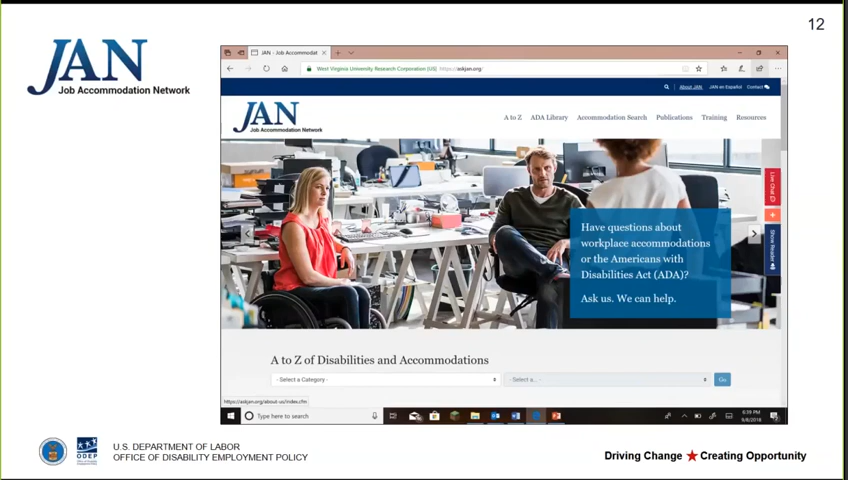 12
JAN
Job Accommodation Network
JAN - Job Accommodat
West Virginia University Research Corporation [US]
https://askjan.org/
About JAN
JAN en Español
Contact
JAN
Job Accommodation Network
A to Z
ADA Library
Accommodation Search
Publications
Training
Resources
Live Chat
Show Reader
Have questions about
workplace accommodations
or the Americans with
Disabilities Act (ADA)?
Ask us. We can help.
A to Z of Disabilities and Accommodations
- Select a Category -
- Select a... -
Go
https://askjan.org/about-us/index.cfm
Type here to search
6:39 PM
9/8/2018
ODEP
U.S. DEPARTMENT OF LABOR
OFFICE OF DISABILITY EMPLOYMENT POLICY
Driving Change ★ Creating Opportunity